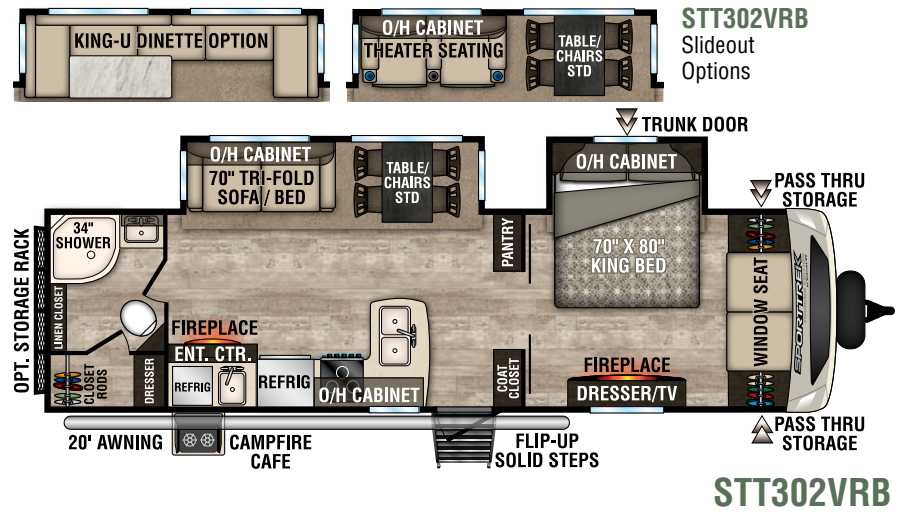 KING-U DINETTE OPTION
O/H CABINET
THEATER SEATING
TABLE/
CHAIRS
STD
STT302VRB
Slideout
Options
TRUNK DOOR
O/H CABINET
70" TRI-FOLD
SOFA / BED
TABLE/
CHAIRS
STD
O/H CABINET
PASS THRU
STORAGE
34"
SHOWER
PANTRY
70" X 80"
KING BED
OPT. STORAGE RACK
LINEN CLOSET
WINDOW SEAT
SPORTTREK
FIREPLACE
ENT. CTR.
CLOSET
RODS
DRESSER
REFRIG
REFRIG
O/H CABINET
COAT
CLOSET
FIREPLACE
DRESSER/TV
20' AWNING
CAMPFIRE
CAFE
FLIP-UP
SOLID STEPS
PASS THRU
STORAGE
STT302VRB